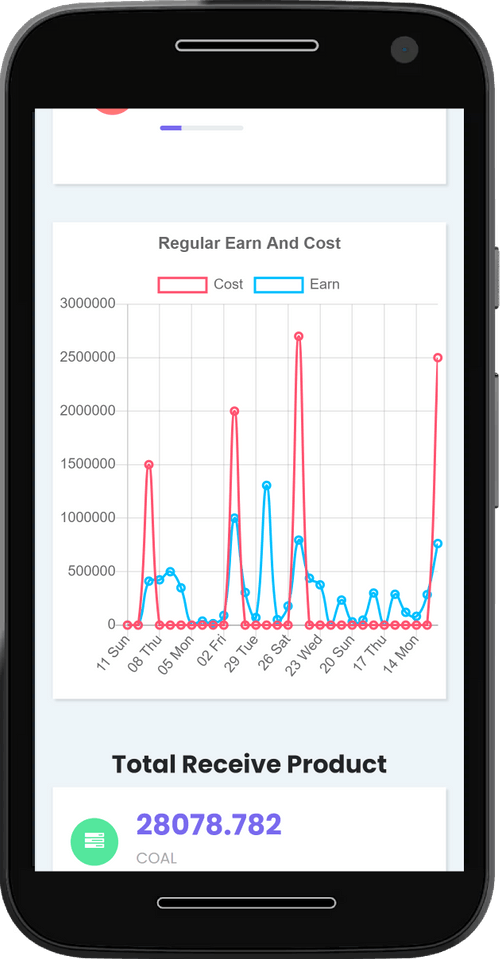 Regular Earn And Cost
Cost Earn
3000000
2500000
2000000
1500000
1000000
500000
0
11 Sun
08 Thu
05 Mon
02 Fri
29 Tue
26 Sat
23 Wed
20 Sun
17 Thu
14 Mon
Total Receive Product
28078.782
COAL